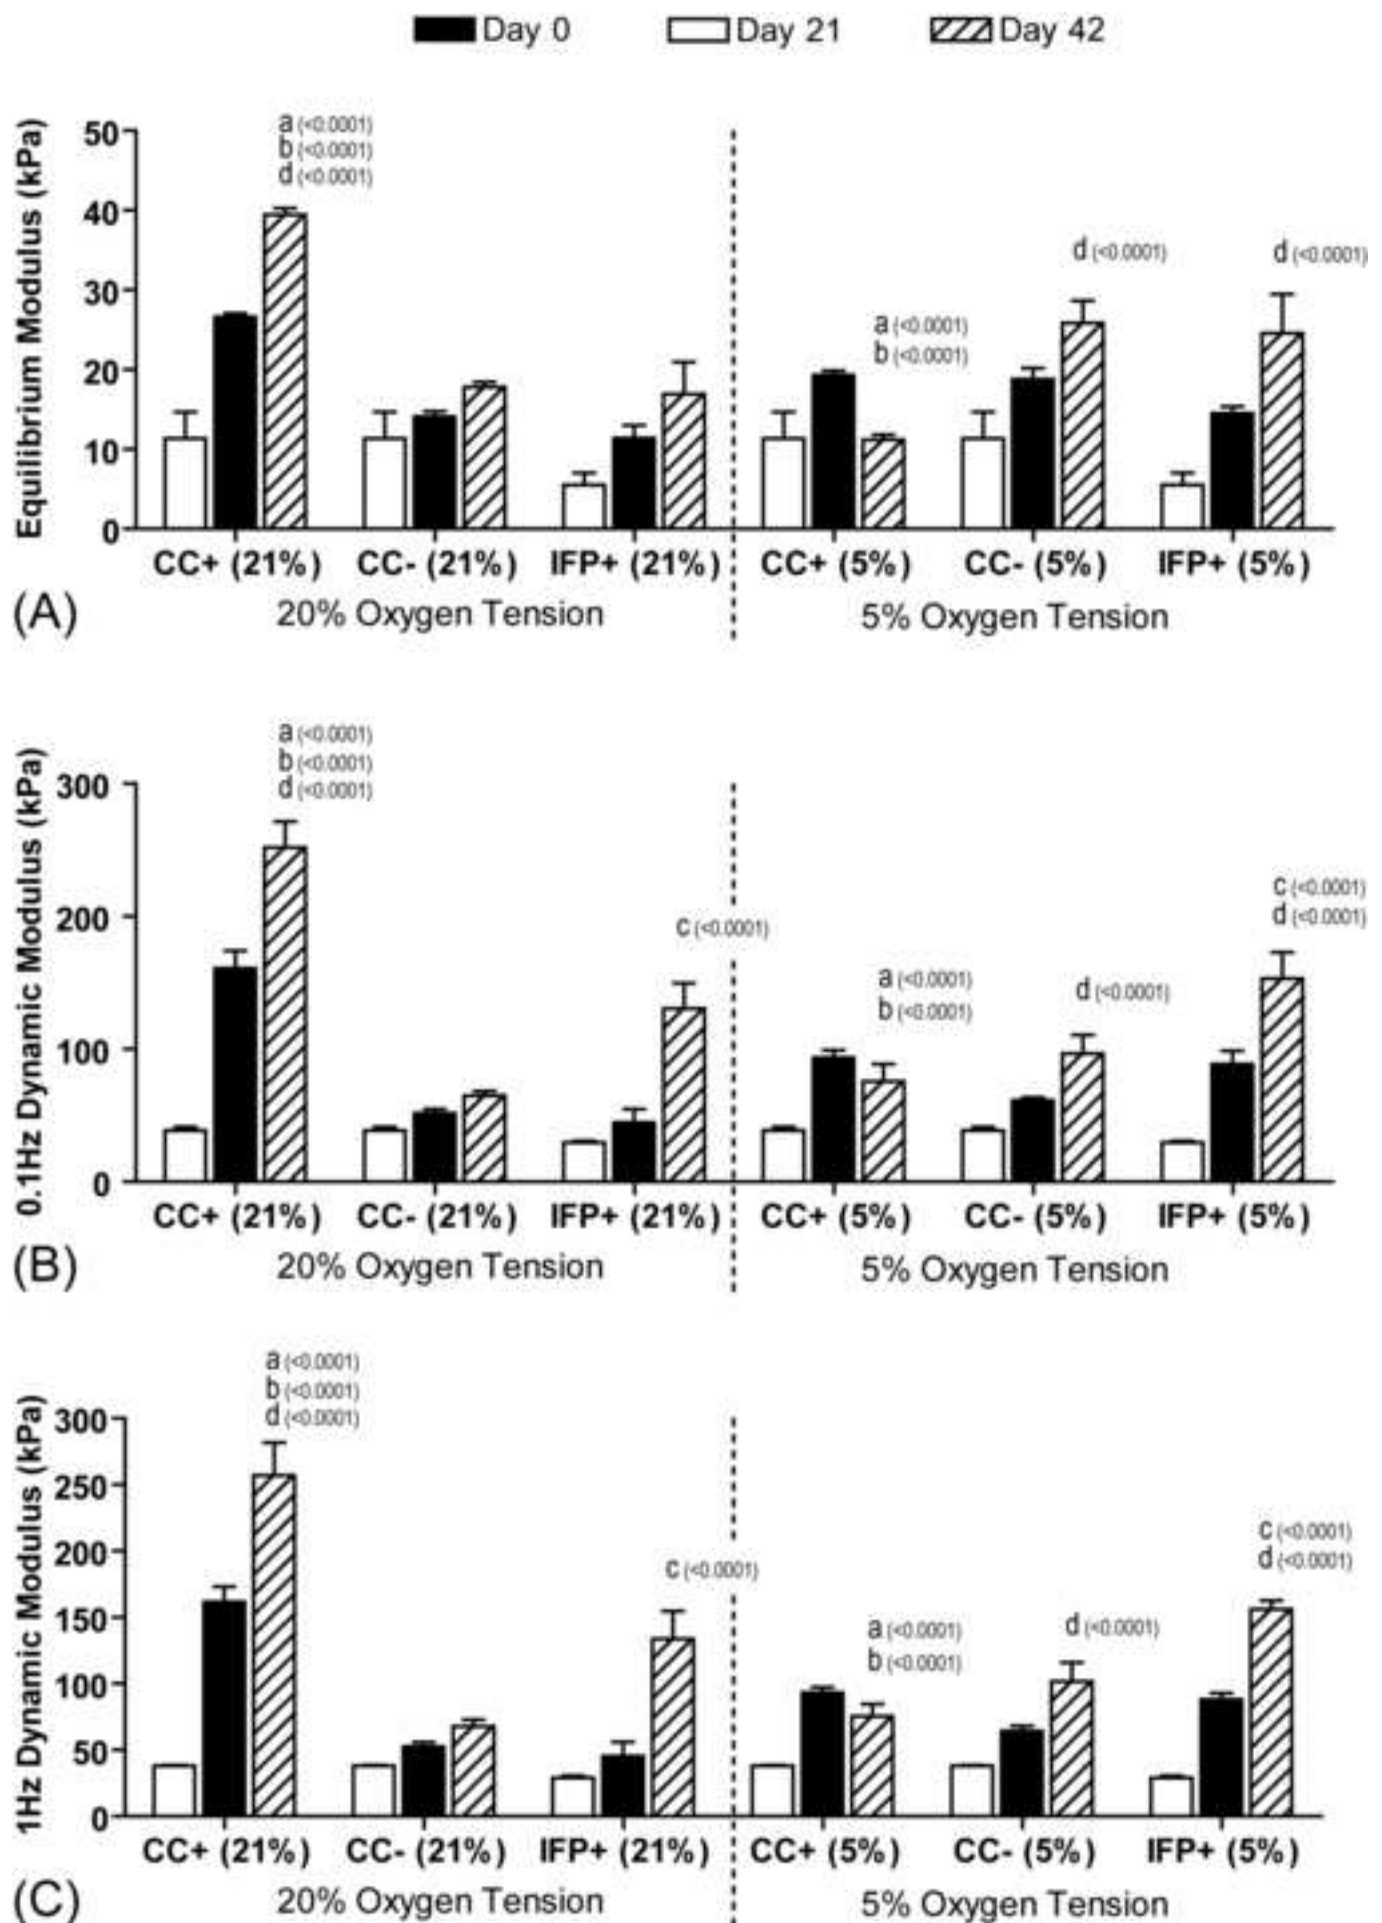 Day 0 Day 21 Day 42
Equilibrium Modulus (kPa)
50
40
30
20
10
0
a (<0.0001)
b (<0.0001)
d (<0.0001)
a (<0.0001)
b (<0.0001)
d (<0.0001)
d (<0.0001)
CC+ (21%) CC- (21%) IFP+ (21%) CC+ (5%) CC- (5%) IFP+ (5%)
(A) 20% Oxygen Tension 5% Oxygen Tension
0.1Hz Dynamic Modulus (kPa)
300
200
100
0
a (<0.0001)
b (<0.0001)
d (<0.0001)
c (<0.0001)
a (<0.0001)
b (<0.0001)
d (<0.0001)
c (<0.0001)
d (<0.0001)
CC+ (21%) CC- (21%) IFP+ (21%) CC+ (5%) CC- (5%) IFP+ (5%)
(B) 20% Oxygen Tension 5% Oxygen Tension
1Hz Dynamic Modulus (kPa)
300
250
200
150
100
50
0
a (<0.0001)
b (<0.0001)
d (<0.0001)
c (<0.0001)
a (<0.0001)
b (<0.0001)
d (<0.0001)
c (<0.0001)
d (<0.0001)
CC+ (21%) CC- (21%) IFP+ (21%) CC+ (5%) CC- (5%) IFP+ (5%)
(C) 20% Oxygen Tension 5% Oxygen Tension